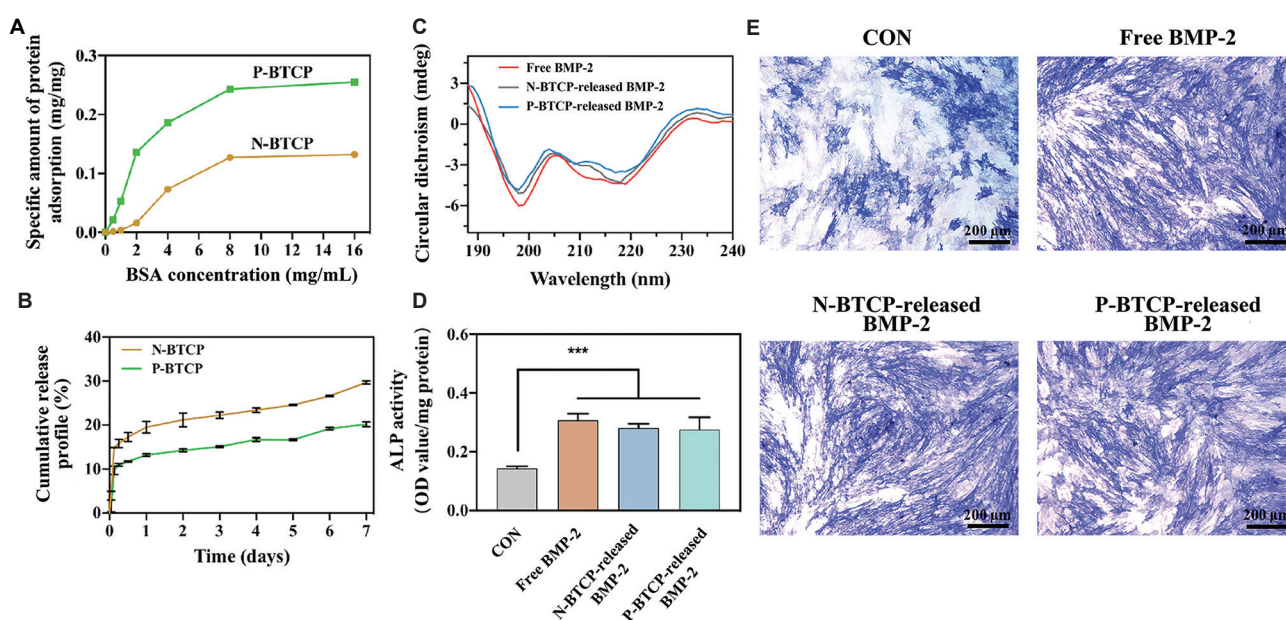 A
Specific amount of protein
adsorption (mg/mg)
0.3
0.2
0.1
0.0
P-BTCP
N-BTCP
0 2 4 6 8 10 12 14 16
BSA concentration (mg/mL)
B
Cumulative release
profile (%)
40
30
20
10
0
N-BTCP
P-BTCP
0 1 2 3 4 5 6 7
Time (days)
C
Circular dichroism (mdeg)
3
0
-3
-6
Free BMP-2
N-BTCP-released BMP-2
P-BTCP-released BMP-2
190 200 210 220 230 240
Wavelength (nm)
D
ALP activity
(OD value/mg protein)
0.6
0.4
0.2
0.0
***
CON
Free BMP-2
N-BTCP-released
BMP-2
P-BTCP-released
BMP-2
E
CON
200 μm
Free BMP-2
200 μm
N-BTCP-released
BMP-2
200 μm
P-BTCP-released
BMP-2
200 μm